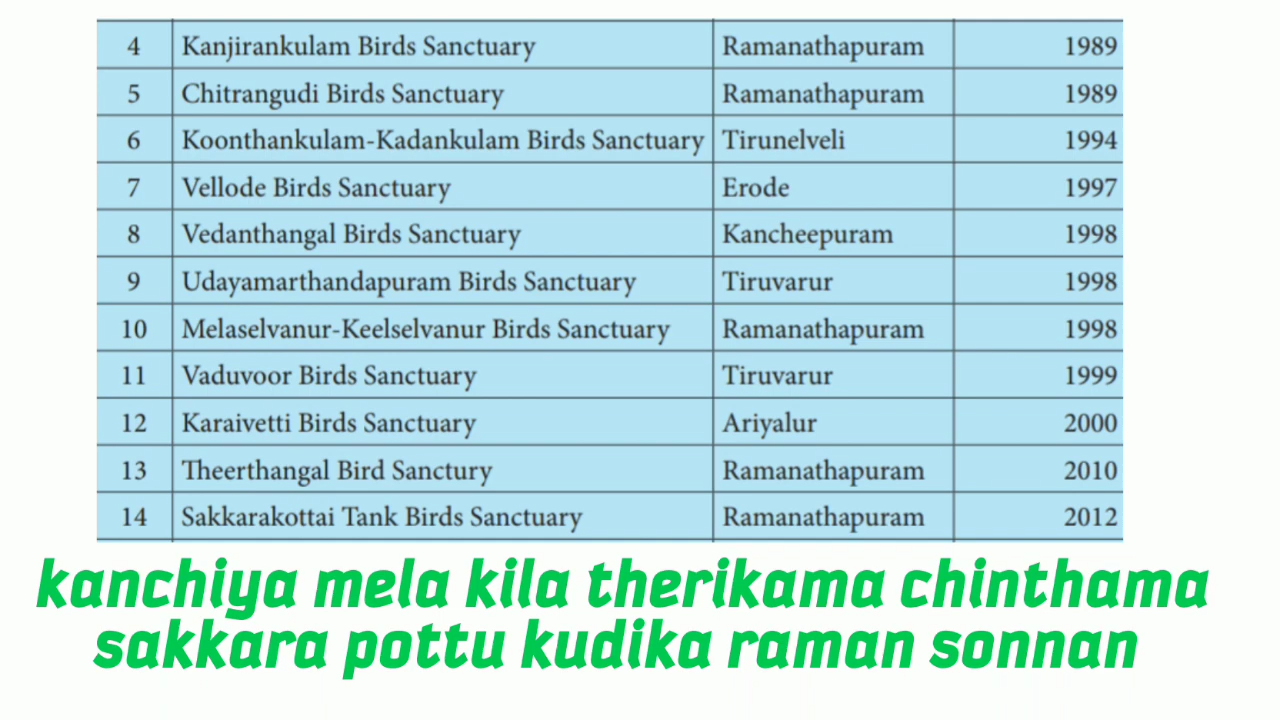 4 Kanjirankulam Birds Sanctuary Ramanathapuram 1989
5 Chitrangudi Birds Sanctuary Ramanathapuram 1989
6 Koonthankulam-Kadankulam Birds Sanctuary Tirunelveli 1994
7 Vellode Birds Sanctuary Erode 1997
8 Vedanthangal Birds Sanctuary Kancheepuram 1998
9 Udayamarthandapuram Birds Sanctuary Tiruvarur 1998
10 Melaselvanur-Keelselvanur Birds Sanctuary Ramanathapuram 1998
11 Vaduvoor Birds Sanctuary Tiruvarur 1999
12 Karaivetti Birds Sanctuary Ariyalur 2000
13 Theerthangal Bird Sanctury Ramanathapuram 2010
14 Sakkarakottai Tank Birds Sanctuary Ramanathapuram 2012
kanchiya mela kila therikama chinthama
sakkara pottu kudika raman sonnan